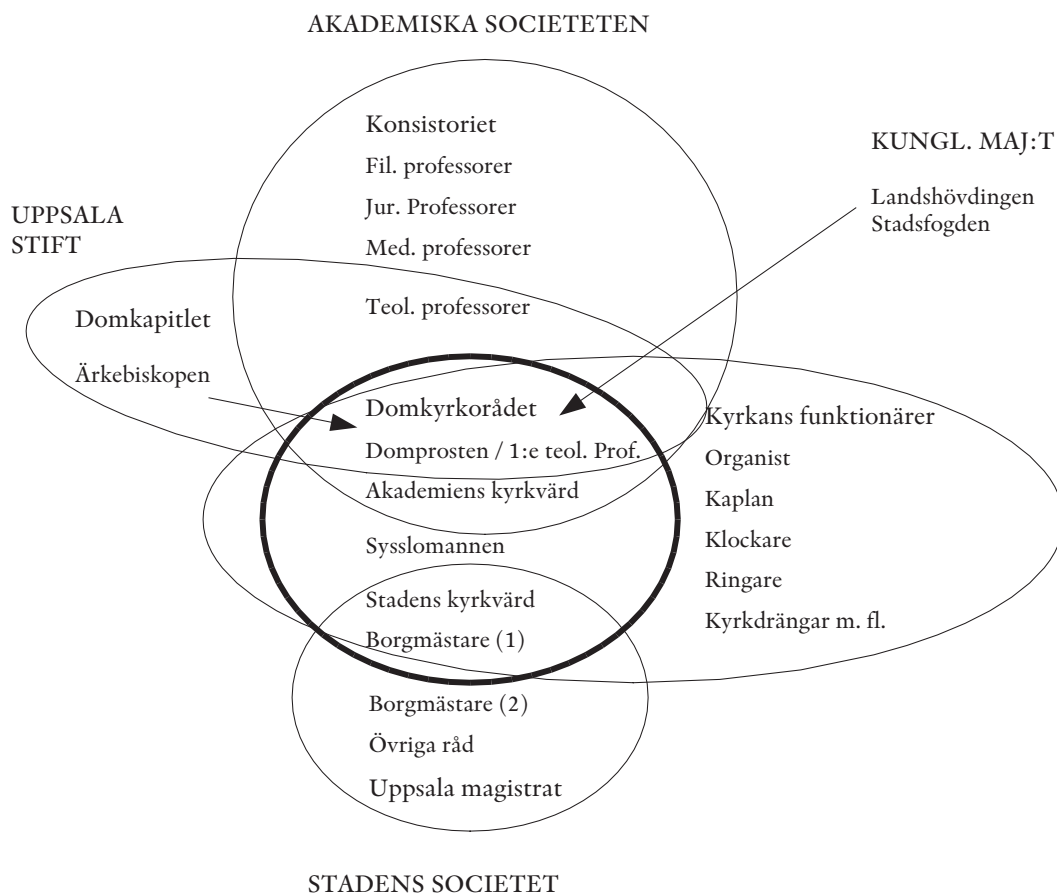 AKADEMISKA SOCIETETEN
Konsistoriet
Fil. professorer
Jur. Professorer
Med. professorer
Teol. professorer
KUNGL. MAJ:T
Landshövdingen
Stadsfogden
UPPSALA
STIFT
Domkapitlet
Ärkebiskopen
Domkyrkorådet
Domprosten / 1:e teol. Prof.
Akademiens kyrkvärd
Sysslomannen
Stadens kyrkvärd
Borgmästare (1)
Kyrkans funktionärer
Organist
Kaplan
Klockare
Ringare
Kyrkdrängar m. fl.
Borgmästare (2)
Övriga råd
Uppsala magistrat
STADENS SOCIETET